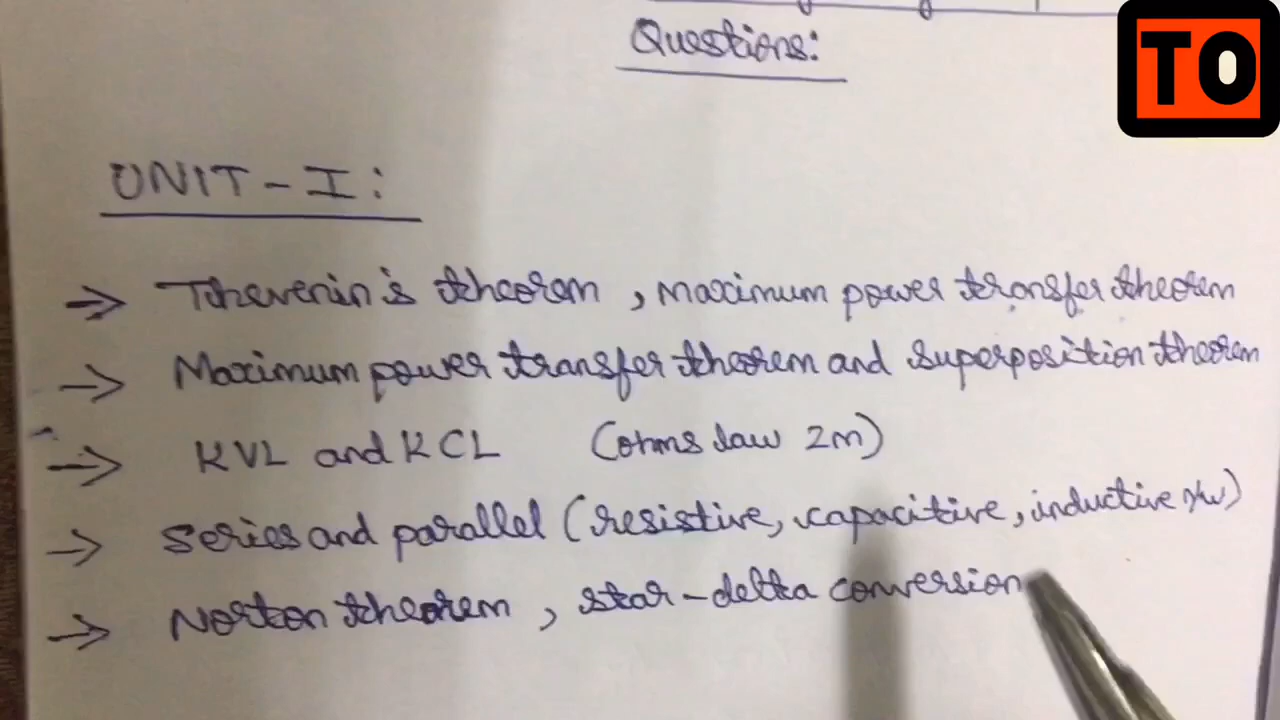 TO
Questions:
UNIT - I:
⇒ Thevenin's theorem, Maximum power transfer theorem
→ Maximum power transfer theorem and superposition theorem
→ KVL and KCL (ohms law 2m)
→ Series and parallel (resistive, capacitive, inductive n/w)
→ Norton theorem, star-delta conversion